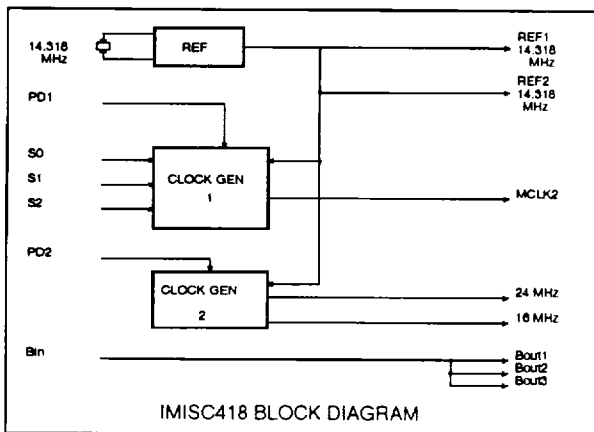 14.318
MHz
REF
REF1
14.318
MHz
REF2
14.318
MHz
PD1
S0
S1
S2
CLOCK GEN
1
MCLK2
PD2
CLOCK GEN
2
24 MHz
16 MHz
Bin
Bout1
Bout2
Bout3
IMISC418 BLOCK DIAGRAM